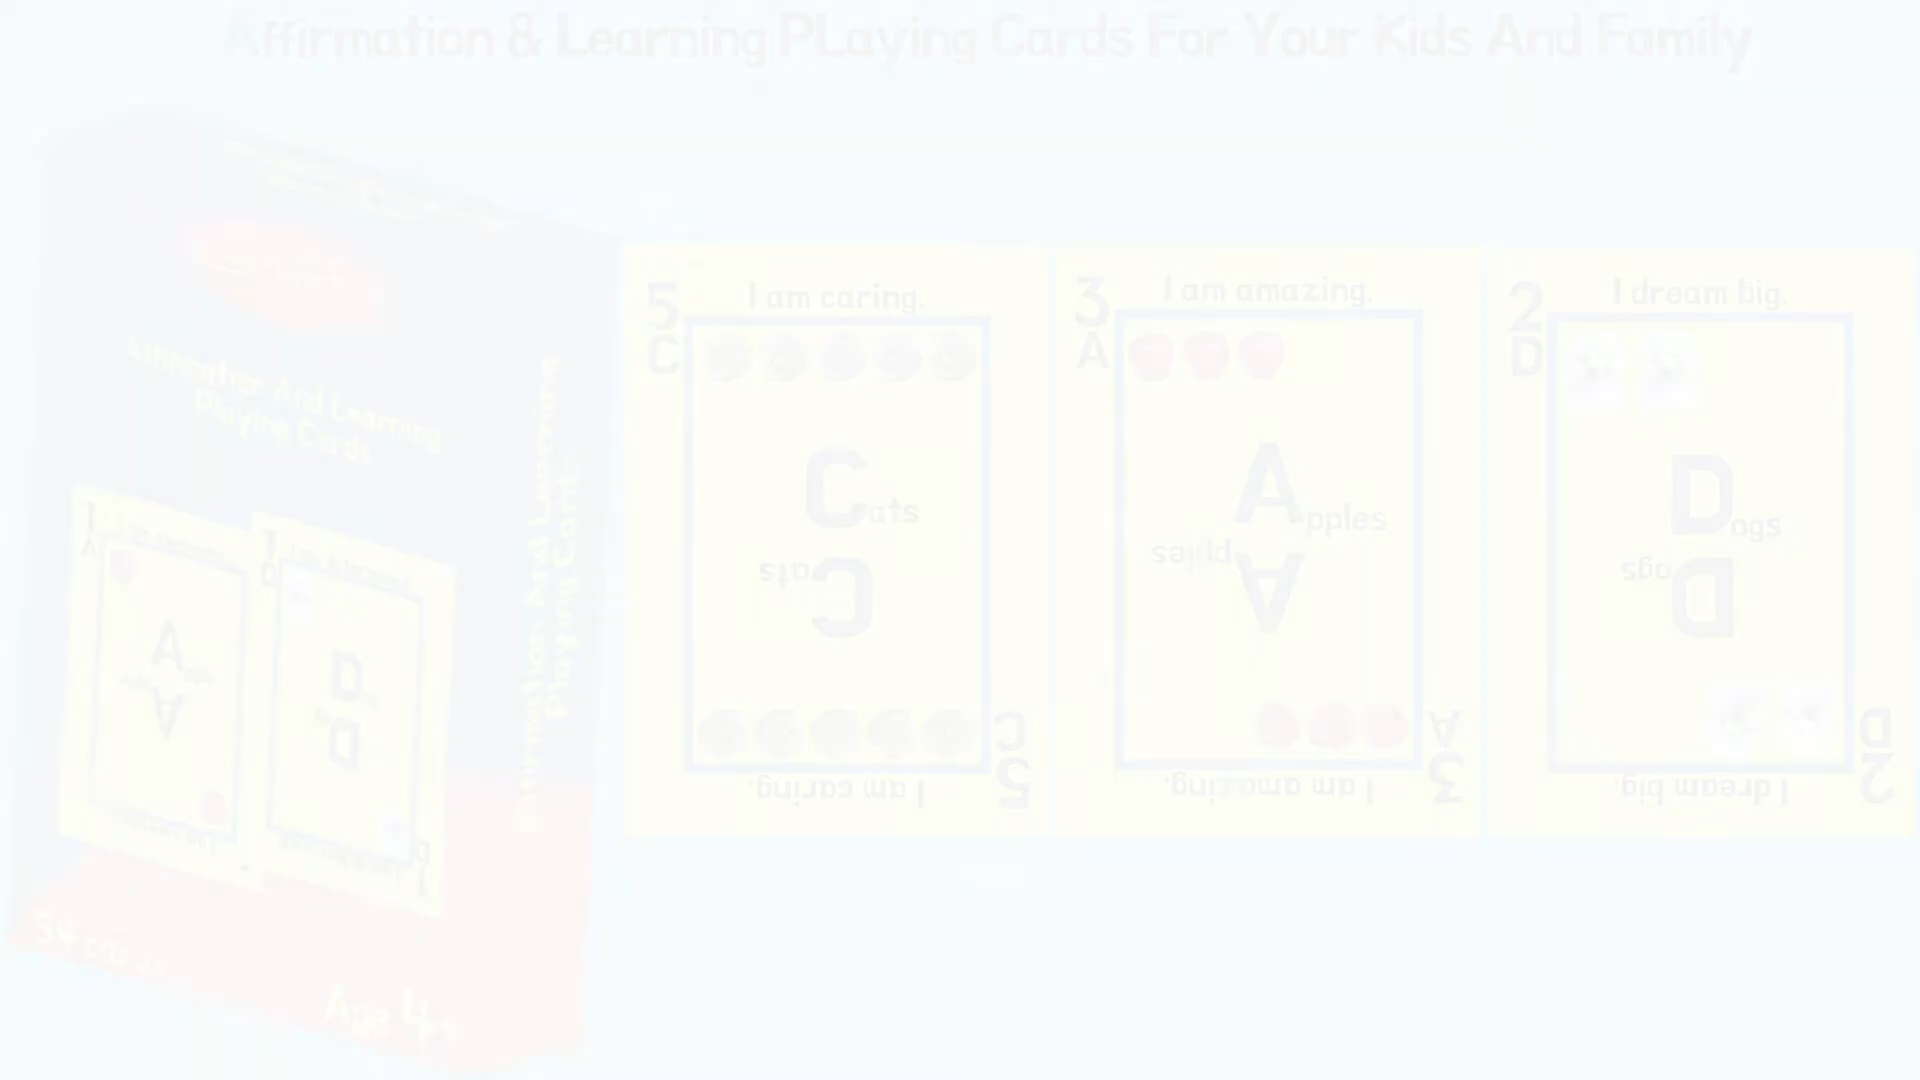 Affirmation & Learning PLaying Cards For Your Kids And Family
Affirmation And Learning
Playing Cards
A
A
D
D
54
Age 4+
Affirmation And Learning
Playing Cards
5
C
I am caring.
Cats
Cats
I am caring.
C
5
3
A
I am amazing.
Apples
Apples
I am amazing.
A
3
2
D
I dream big.
Dogs
Dogs
I dream big.
D
2